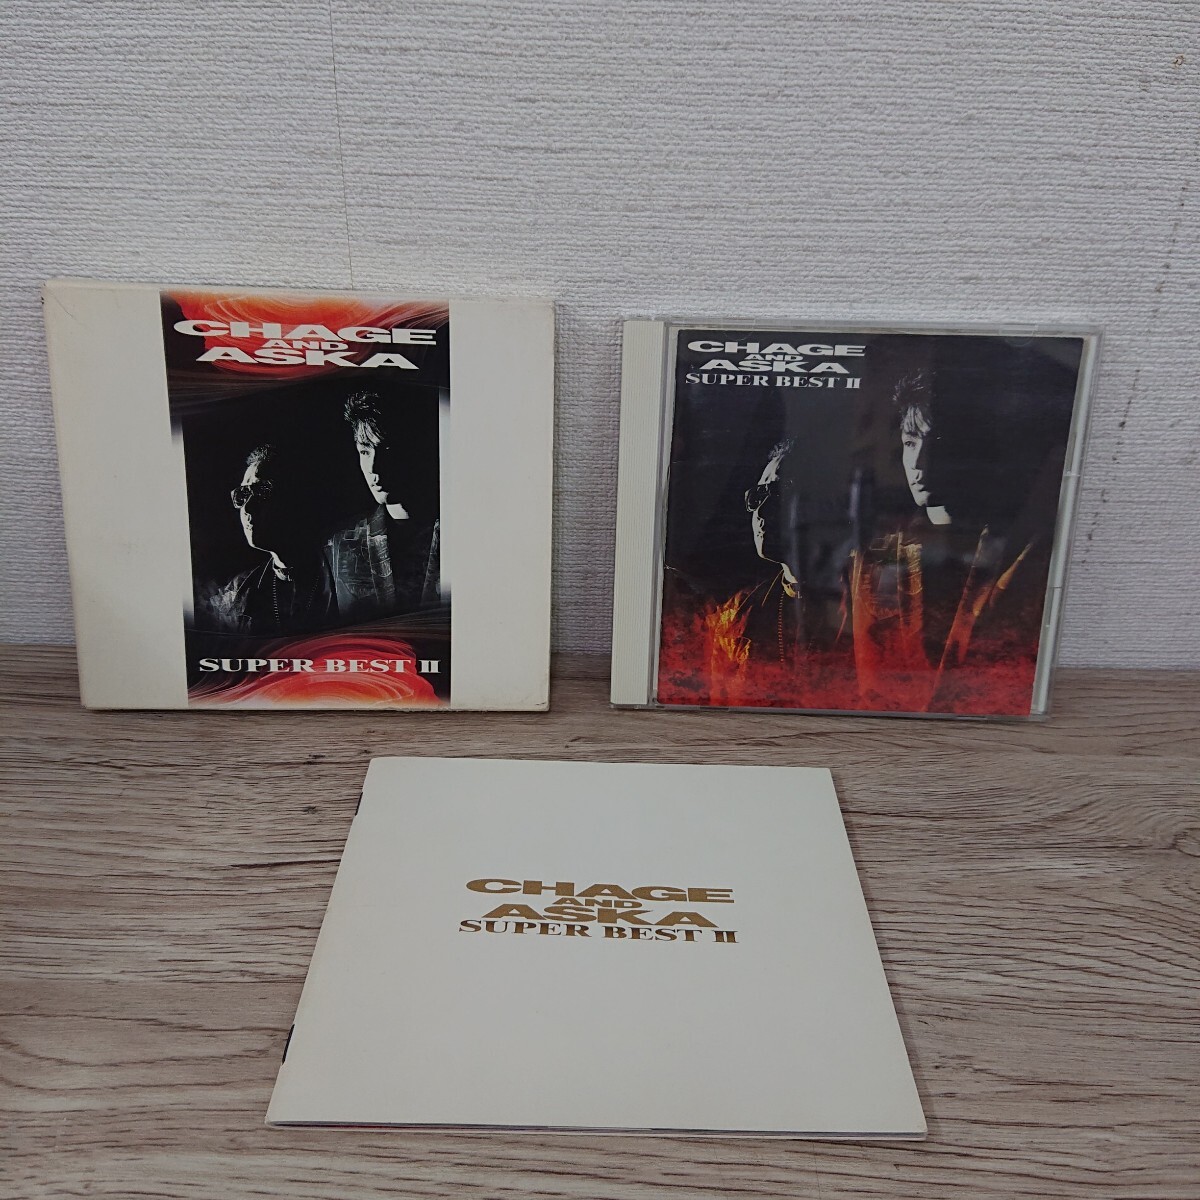 CHAGE
AND
ASKA
SUPER BEST II
CHAGE
AND
ASKA
SUPER BEST II
CHAGE
AND
ASKA
SUPER BEST II